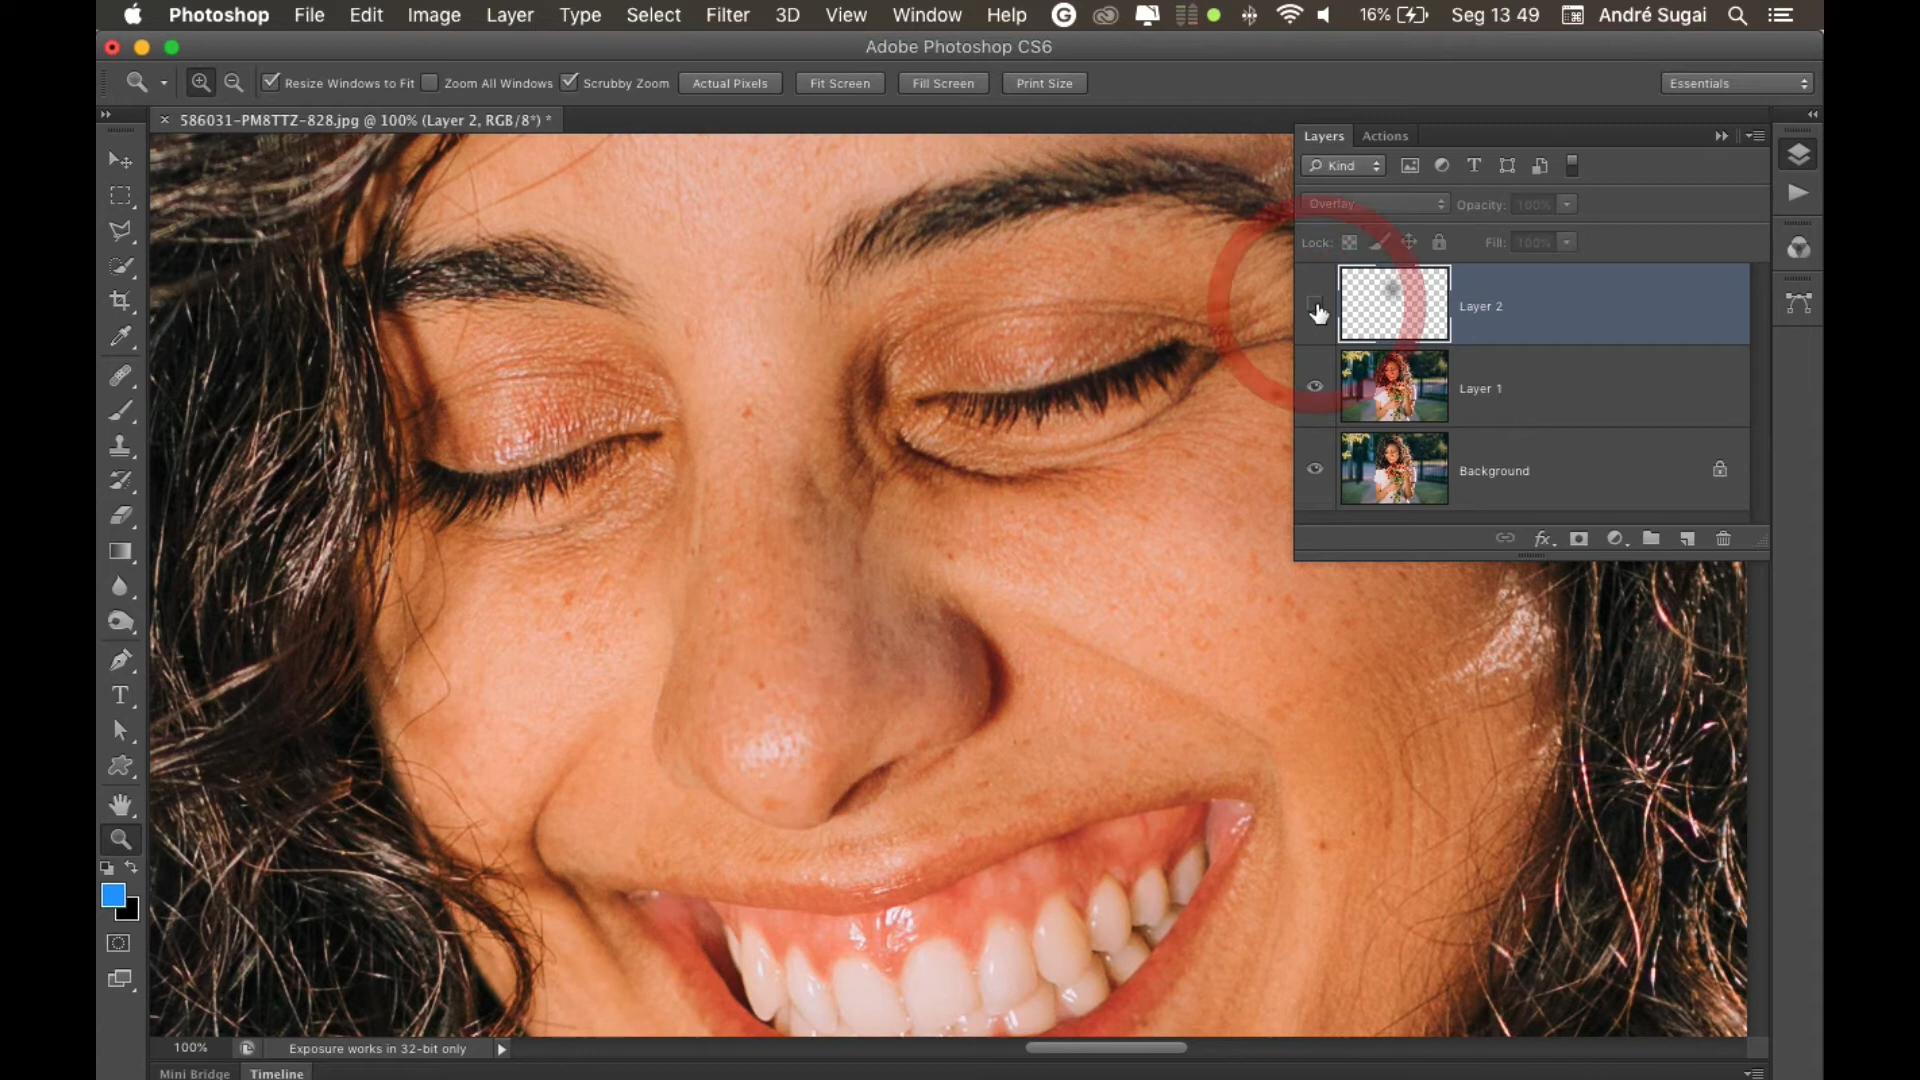 Photoshop File Edit Image Layer Type Select Filter 3D View Window Help G 16% Seg 13 49 André Sugai
Adobe Photoshop CS6
Resize Windows to Fit Zoom All Windows Scrubby Zoom Actual Pixels Fit Screen Fill Screen Print Size Essentials
× 586031-PM8TTZ-828.jpg @ 100% (Layer 2, RGB/8*) *
Layers Actions
Kind T
Overlay Opacity: 100%
Lock: Fill: 100%
Layer 2
Layer 1
Background
fx
T
100% Exposure works in 32-bit only
Mini Bridge Timeline